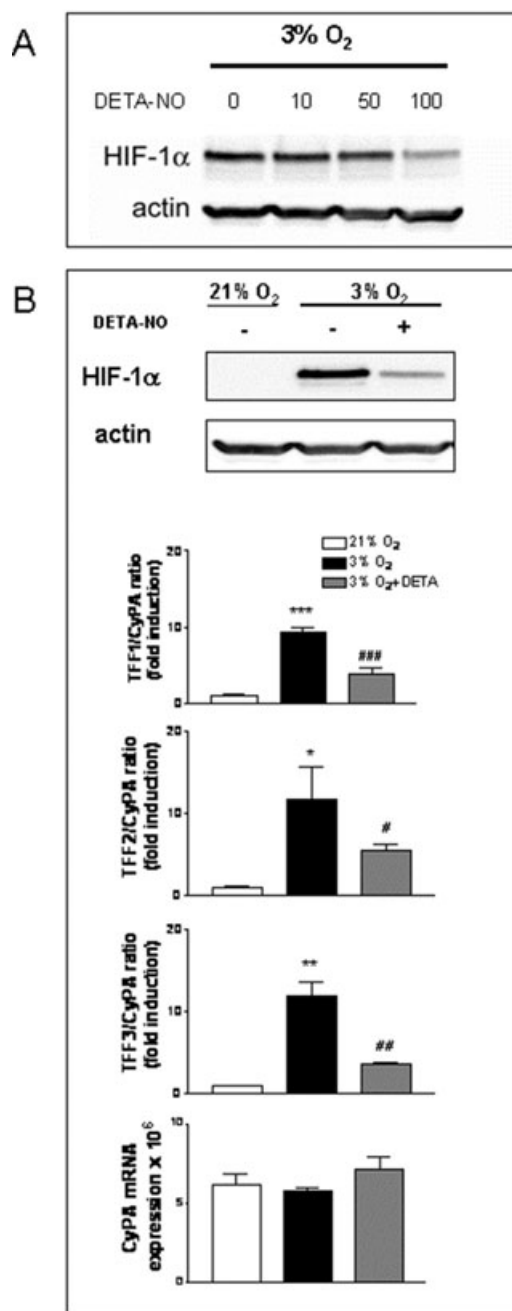 A
3% O₂
DETA-NO 0 10 50 100
HIF-1α
actin
B
21% O₂ 3% O₂
DETA-NO - - +
HIF-1α
actin
21% O₂
3% O₂
3% O₂+DETA
TFF1/CyPA ratio
(fold induction)
20
10
0
***
###
TFF2/CyPA ratio
(fold induction)
20
10
0
*
#
TFF3/CyPA ratio
(fold induction)
20
10
0
**
##
CyPA mRNA
expression x 10⁶
10
5
0